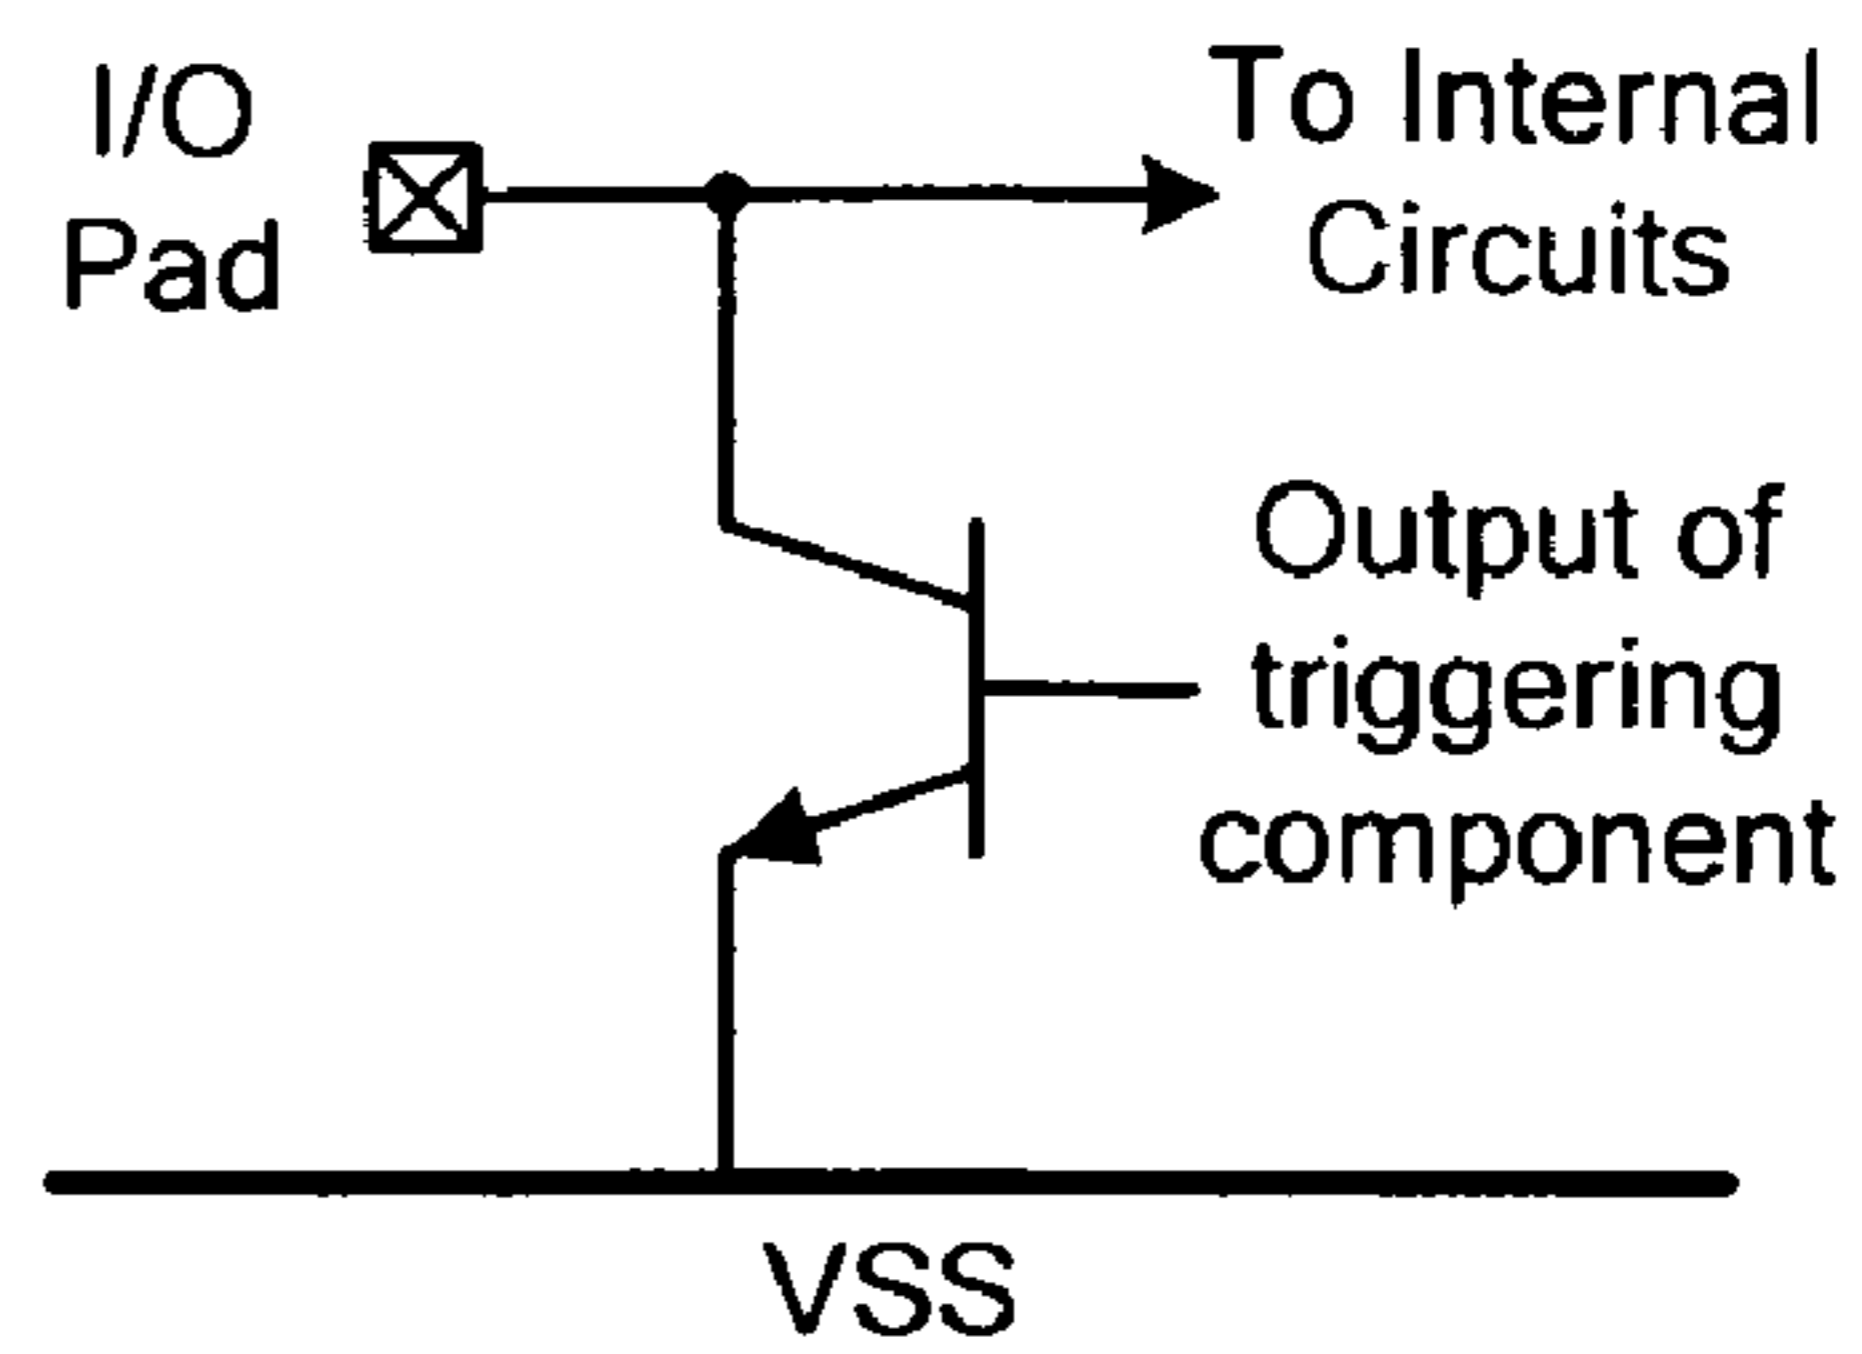 I/O
Pad
To Internal
Circuits
Output of
triggering
component
VSS